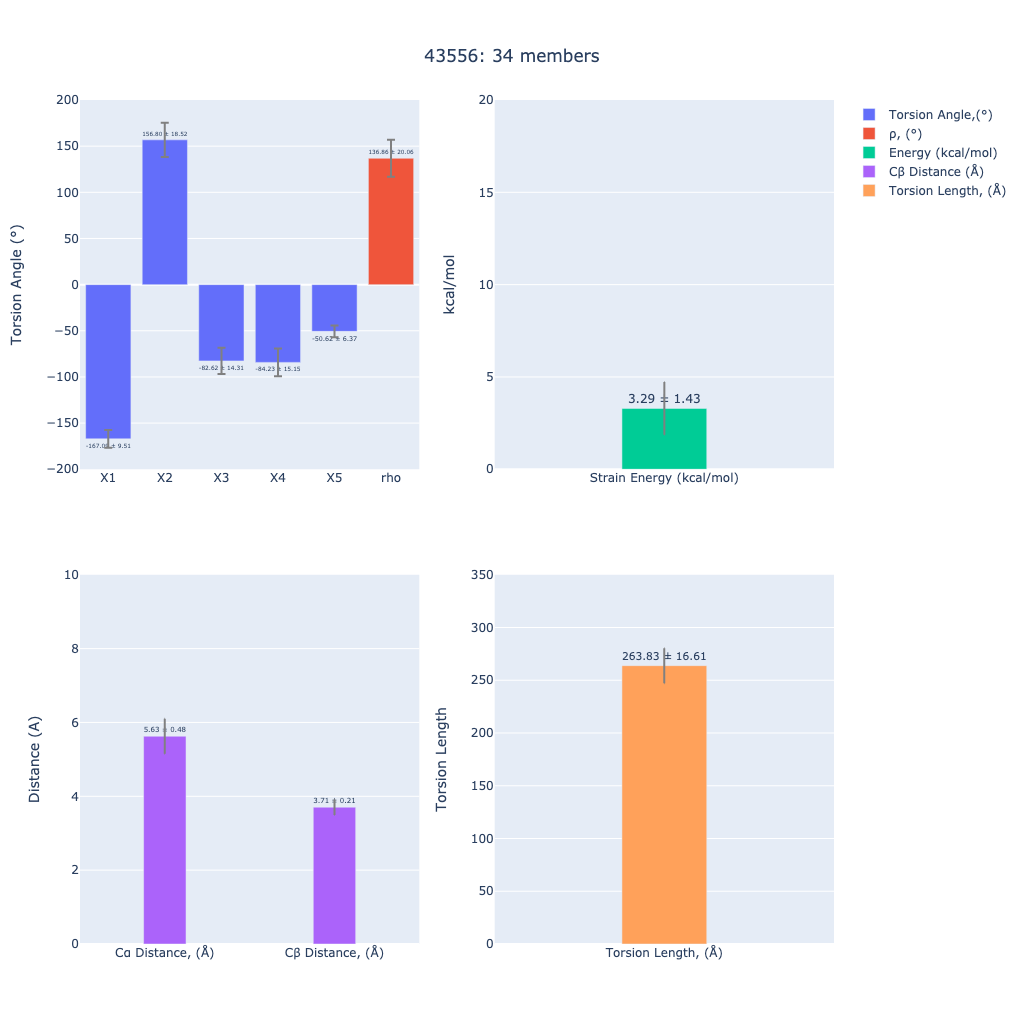 43556: 34 members
Torsion Angle (°)
200
150
100
50
0
−50
−100
−150
−200
156.80 ± 18.52
136.86 ± 20.06
-50.62 ± 6.37
-82.62 ± 14.31
-84.23 ± 15.15
± 9.51
X1 X2 X3 X4 X5 rho
kcal/mol
20
15
10
5
0
3.29 ± 1.43
Strain Energy (kcal/mol)
Torsion Angle,(°)
ρ, (°)
Energy (kcal/mol)
Cβ Distance (Å)
Torsion Length, (Å)
Distance (A)
10
8
6
4
2
0
5.63 ± 0.48
3.71 ± 0.21
Cα Distance, (Å) Cβ Distance, (Å)
Torsion Length
350
300
250
200
150
100
50
0
263.83 ± 16.61
Torsion Length, (Å)